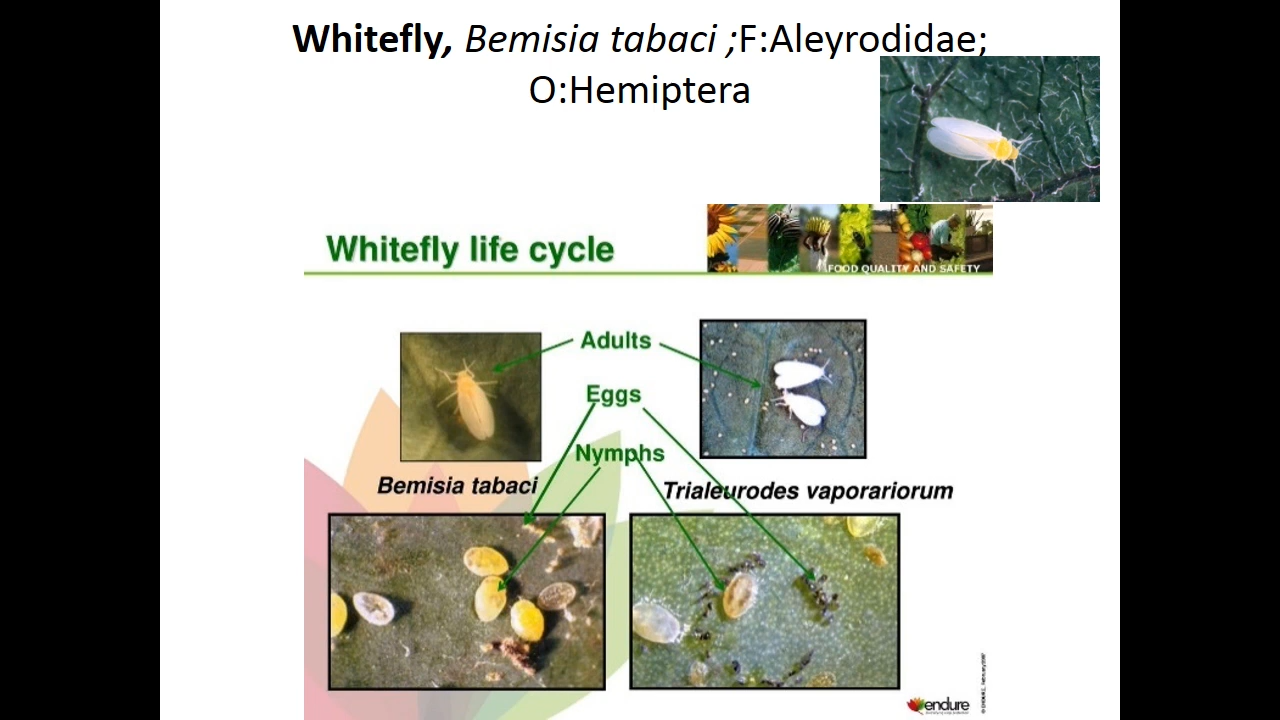 Whitefly, Bemisia tabaci ;F:Aleyrodidae;
O:Hemiptera
FOOD QUALITY AND SAFETY
Whitefly life cycle
Adults
Eggs
Nymphs
Bemisia tabaci
Trialeurodes vaporariorum
endure